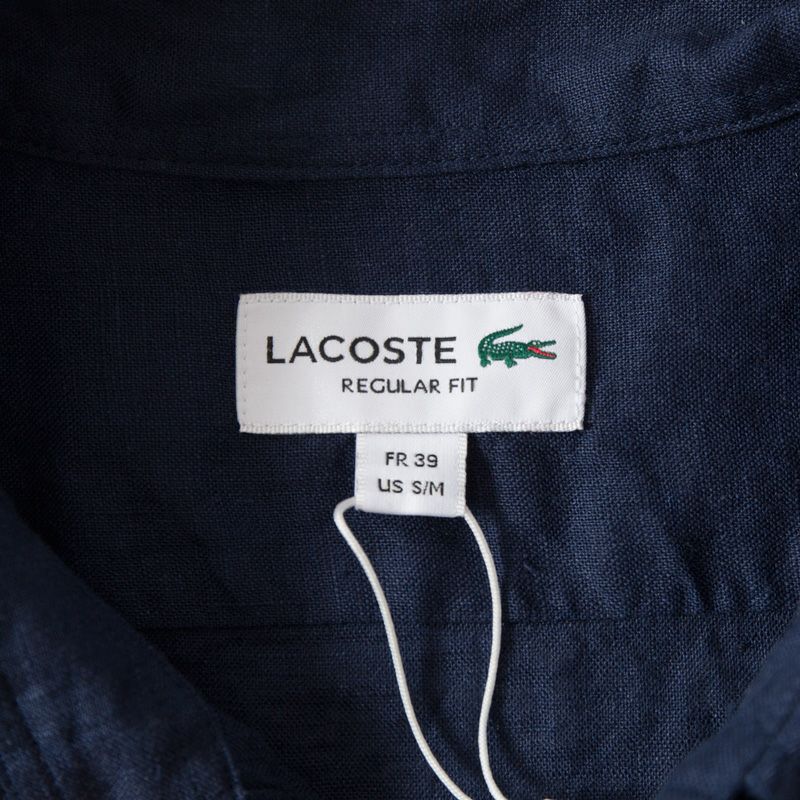 LACOSTE
REGULAR FIT
FR 39
US S/M